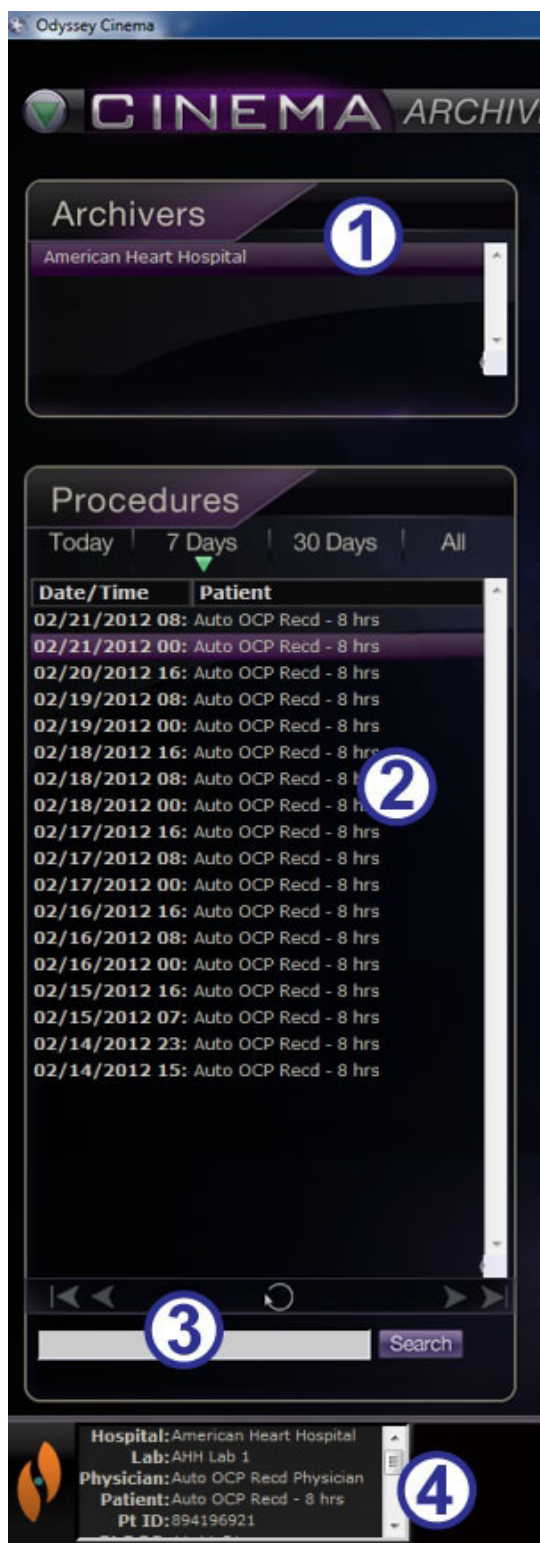 Odyssey Cinema
CINEMA ARCHIV
Archivers
1
American Heart Hospital
Procedures
Today 7 Days 30 Days All
Date/Time Patient
02/21/2012 08: Auto OCP Recd - 8 hrs
02/21/2012 00: Auto OCP Recd - 8 hrs
02/20/2012 16: Auto OCP Recd - 8 hrs
02/19/2012 08: Auto OCP Recd - 8 hrs
02/19/2012 00: Auto OCP Recd - 8 hrs
02/18/2012 16: Auto OCP Recd - 8 hrs
02/18/2012 08: Auto OCP Recd - 8 h
2
02/18/2012 00: Auto OCP Recd - 8 h
02/17/2012 16: Auto OCP Recd - 8 hrs
02/17/2012 08: Auto OCP Recd - 8 hrs
02/17/2012 00: Auto OCP Recd - 8 hrs
02/16/2012 16: Auto OCP Recd - 8 hrs
02/16/2012 08: Auto OCP Recd - 8 hrs
02/16/2012 00: Auto OCP Recd - 8 hrs
02/15/2012 16: Auto OCP Recd - 8 hrs
02/15/2012 07: Auto OCP Recd - 8 hrs
02/14/2012 23: Auto OCP Recd - 8 hrs
02/14/2012 15: Auto OCP Recd - 8 hrs
3
Search
Hospital: American Heart Hospital
Lab: AHH Lab 1
Physician: Auto OCP Recd Physician
Patient: Auto OCP Recd - 8 hrs
4
Pt ID: 894196921